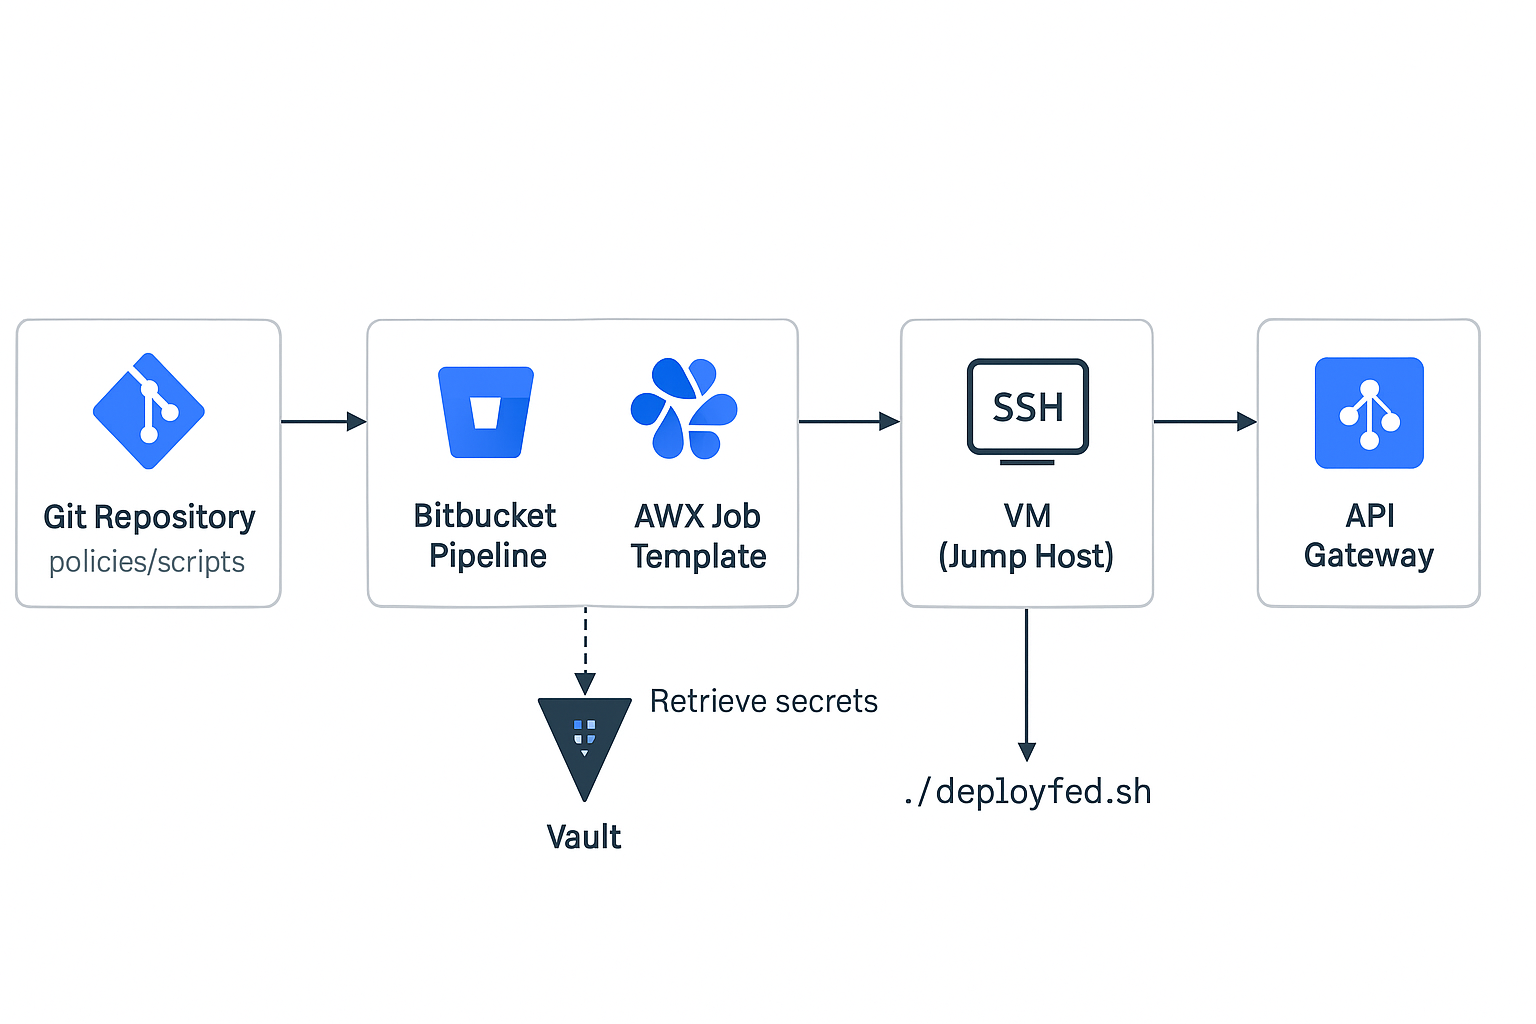 Git Repository
policies/scripts
Bitbucket
Pipeline
AWX Job
Template
SSH
VM
(Jump Host)
API
Gateway
Retrieve secrets
Vault
./deployfed.sh